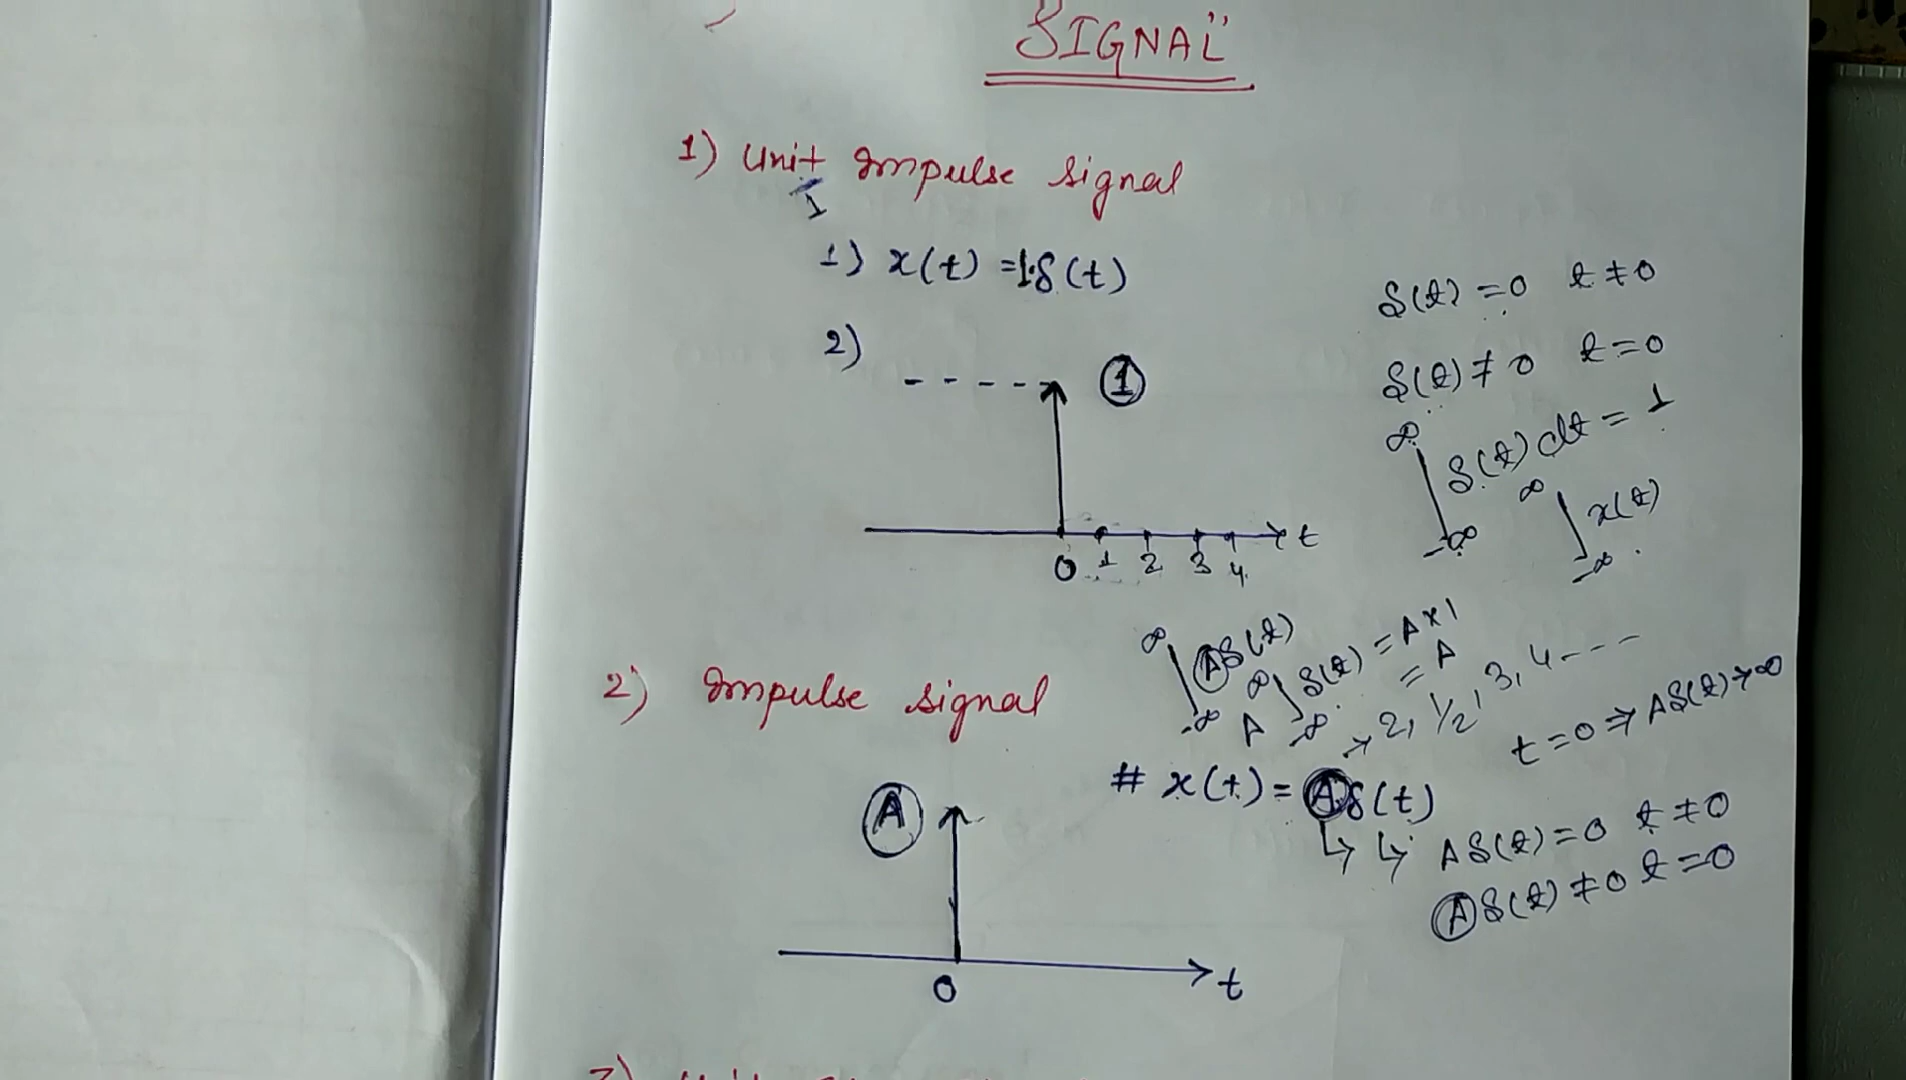 SIGNAL"
1) Unit Impulse Signal
1
1) x(t) = 1.δ(t)
δ(t) = 0 t ≠ 0
2)
1
δ(t) ≠ 0 t = 0
∞
∫ δ(t) dt = 1
-∞
∞
∫ x(t)
-∞
t
0 1 2 3 4
2) Impulse Signal
∞
∫ Aδ(t)
-∞
∞
A ∫ δ(t) = A×1
-∞
= A
→ 2, 1/2, 3, 4 - - -
t = 0 ⇒ Aδ(t) → ∞
# x(t) = Aδ(t)
A
↳ ↳ Aδ(t) = 0 t ≠ 0
Aδ(t) ≠ 0 t = 0
0
t